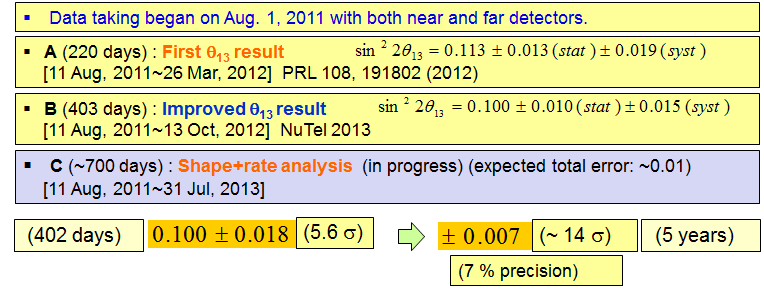 ▪ Data taking began on Aug. 1, 2011 with both near and far detectors.
▪ A (220 days) : First θ13 result sin 2 2θ13 = 0.113 ± 0.013 (stat ) ± 0.019 (syst )
[11 Aug, 2011~26 Mar, 2012] PRL 108, 191802 (2012)
▪ B (403 days) : Improved θ13 result sin 2 2θ13 = 0.100 ± 0.010 (stat ) ± 0.015 (syst )
[11 Aug, 2011~13 Oct, 2012] NuTel 2013
▪ C (~700 days) : Shape+rate analysis (in progress) (expected total error: ~0.01)
[11 Aug, 2011~31 Jul, 2013]
(402 days) 0.100 ± 0.018 (5.6 σ) ± 0.007 (~ 14 σ) (5 years)
(7 % precision)